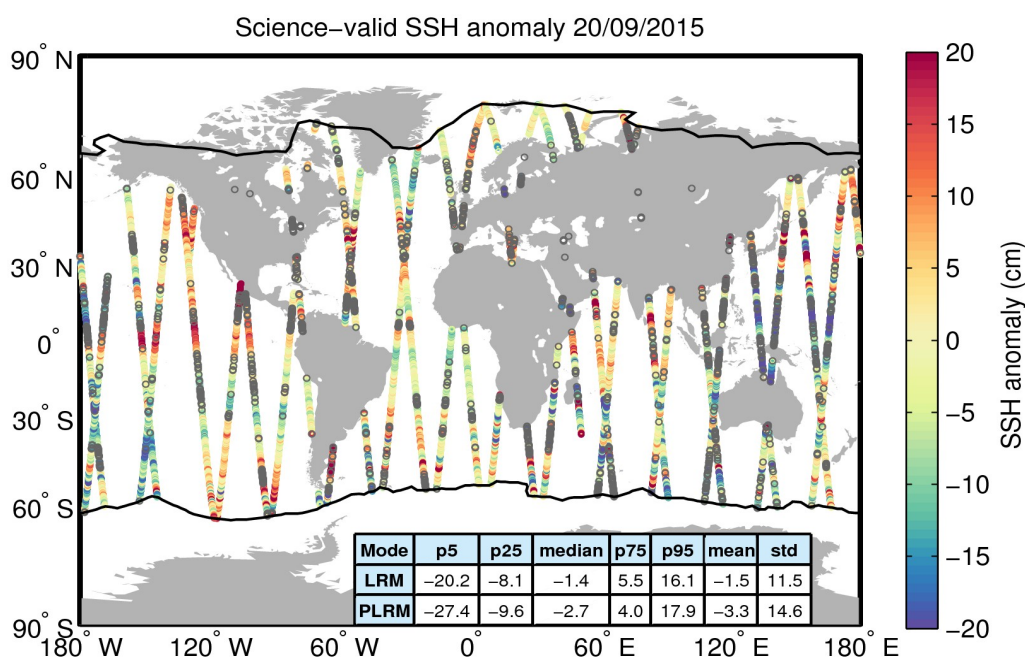 Science−valid SSH anomaly 20/09/2015
90° N
60° N
30° N
0°
30° S
60° S
90° S
180° W
120° W
60° W
0°
60° E
120° E
180° E
Mode p5 p25 median p75 p95 mean std
LRM −20.2 −8.1 −1.4 5.5 16.1 −1.5 11.5
PLRM −27.4 −9.6 −2.7 4.0 17.9 −3.3 14.6
20
15
10
5
0
−5
−10
−15
−20
SSH anomaly (cm)